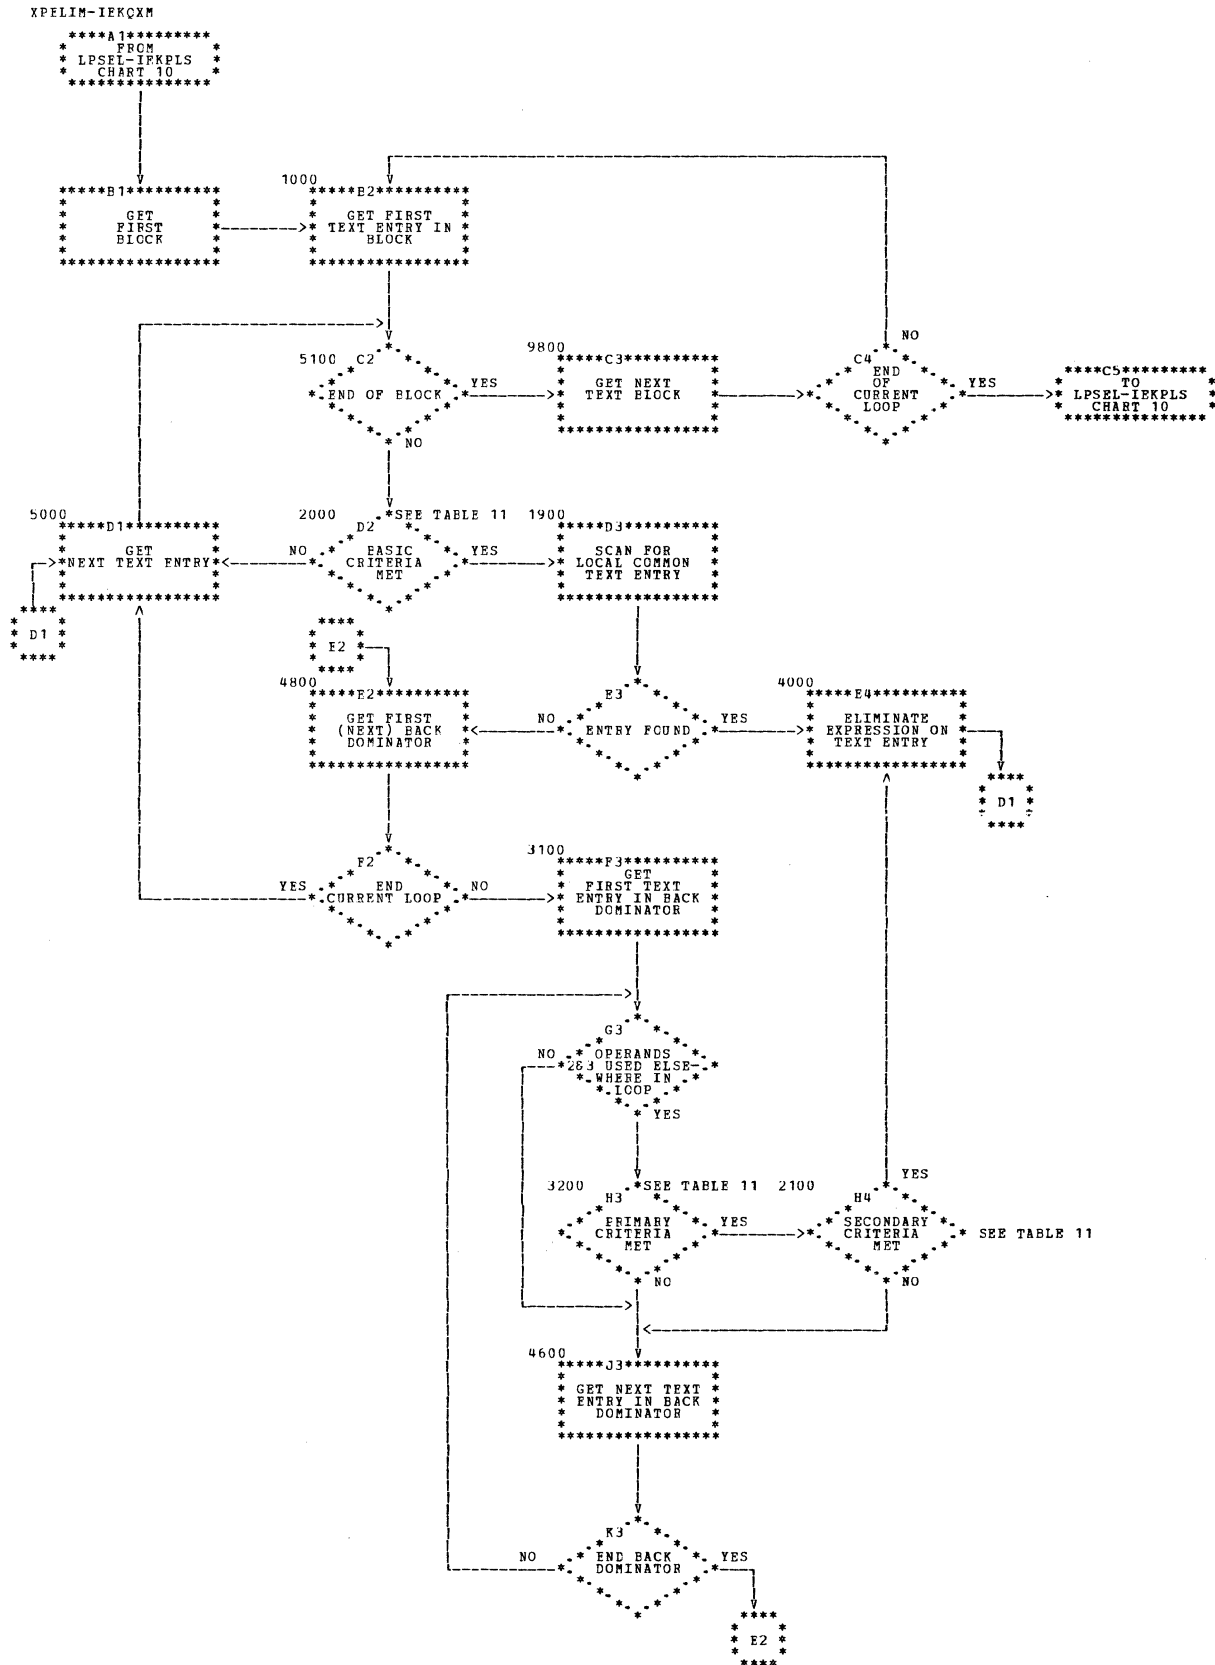 XPELIM-IEKQXM
A1
FROM
LPSEL-IEKPLS
CHART 10
B1
GET
FIRST
BLOCK
1000
B2
GET FIRST
TEXT ENTRY IN
BLOCK
5100 C2
END OF BLOCK
YES
NO
9800
C3
GET NEXT
TEXT BLOCK
NO
C4
END
OF
CURRENT
LOOP
YES
C5
TO
LPSEL-IEKPLS
CHART 10
5000
D1
GET
NEXT TEXT ENTRY
D1
2000
SEE TABLE 11
D2
BASIC
CRITERIA
MET
NO
YES
1900
D3
SCAN FOR
LOCAL COMMON
TEXT ENTRY
E2
4800
E2
GET FIRST
(NEXT) BACK
DOMINATOR
E3
ENTRY FOUND
NO
YES
4000
E4
ELIMINATE
EXPRESSION ON
TEXT ENTRY
D1
F2
END
CURRENT LOOP
YES
NO
3100
F3
GET
FIRST TEXT
ENTRY IN BACK
DOMINATOR
G3
OPERANDS
2&3 USED ELSE-
WHERE IN
LOOP
NO
YES
3200
SEE TABLE 11
H3
PRIMARY
CRITERIA
MET
YES
NO
2100
H4
SECONDARY
CRITERIA
MET
YES
NO
SEE TABLE 11
4600
J3
GET NEXT TEXT
ENTRY IN BACK
DOMINATOR
K3
END BACK
DOMINATOR
NO
YES
E2